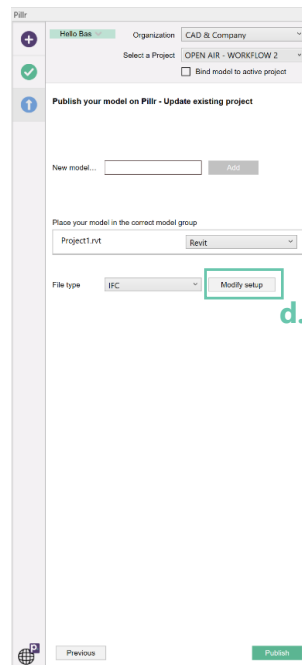 Pillr
Hello Bas
Organization CAD & Company
Select a Project OPEN AIR - WORKFLOW 2
Bind model to active project
Publish your model on Pillr - Update existing project
New model... Add
Place your model in the correct model group
Project1.rvt Revit
File type IFC Modify setup
d.
P
Previous Publish